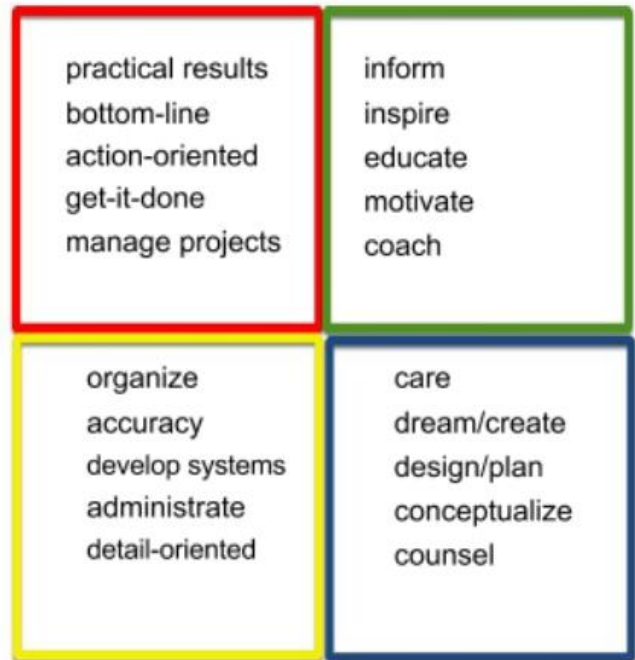 practical results
bottom-line
action-oriented
get-it-done
manage projects
inform
inspire
educate
motivate
coach
organize
accuracy
develop systems
administrate
detail-oriented
care
dream/create
design/plan
conceptualize
counsel